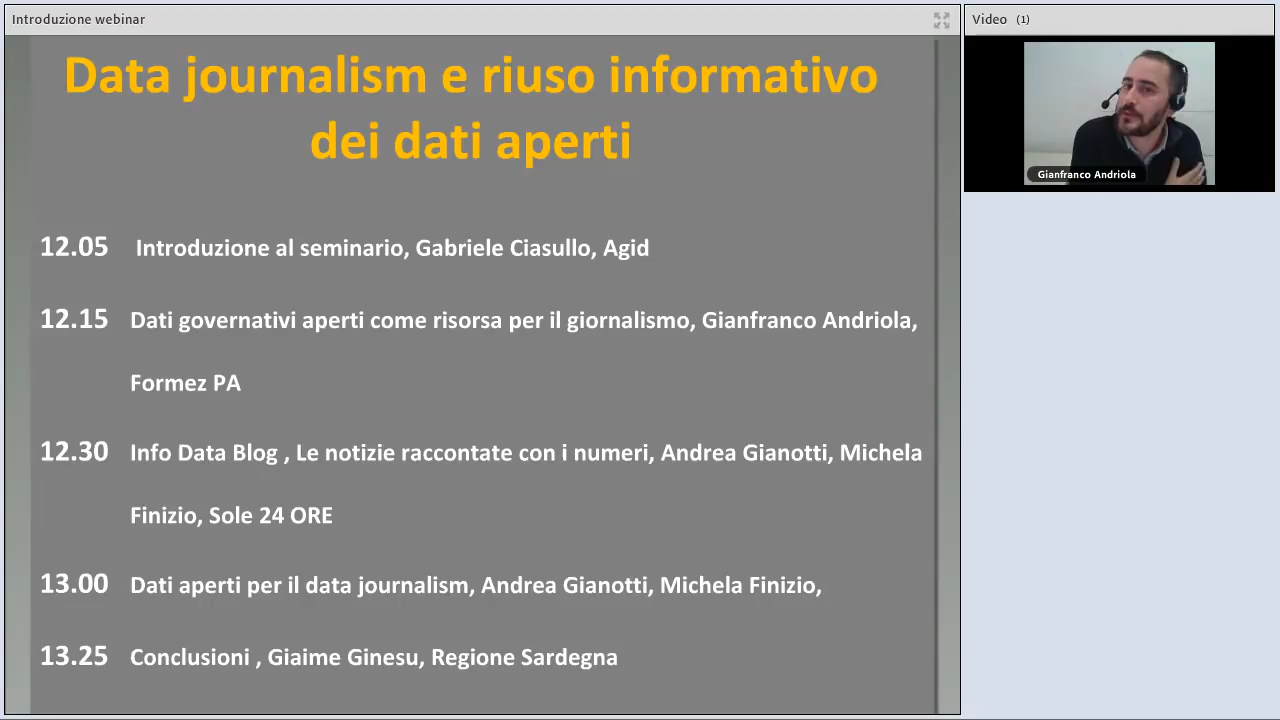 Introduzione webinar
Video (1)
Gianfranco Andriola
Data journalism e riuso informativo
dei dati aperti
12.05 Introduzione al seminario, Gabriele Ciasullo, Agid
12.15 Dati governativi aperti come risorsa per il giornalismo, Gianfranco Andriola,
Formez PA
12.30 Info Data Blog , Le notizie raccontate con i numeri, Andrea Gianotti, Michela
Finizio, Sole 24 ORE
13.00 Dati aperti per il data journalism, Andrea Gianotti, Michela Finizio,
13.25 Conclusioni , Giaime Ginesu, Regione Sardegna